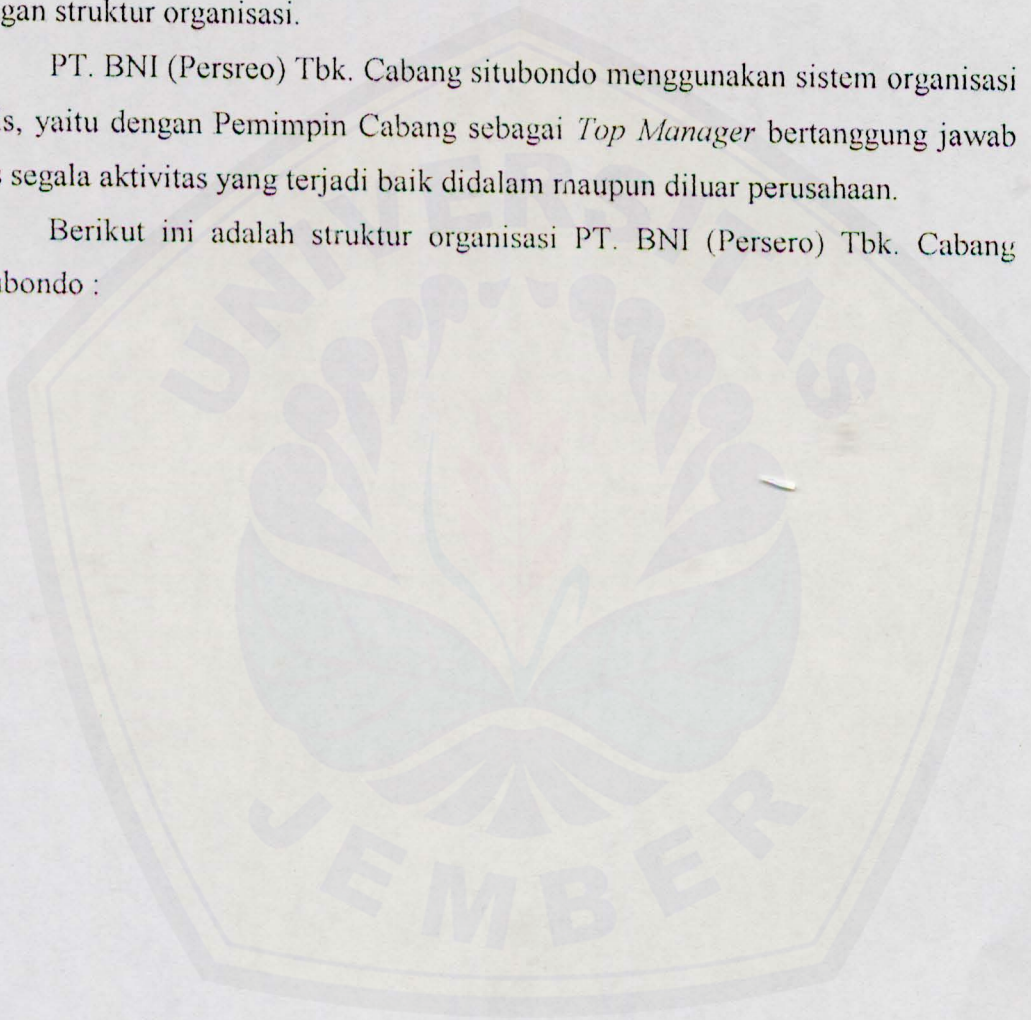 gan struktur organisasi.
PT. BNI (Persreo) Tbk. Cabang situbondo menggunakan sistem organisasi
s, yaitu dengan Pemimpin Cabang sebagai Top Manager bertanggung jawab
segala aktivitas yang terjadi baik didalam maupun diluar perusahaan.
Berikut ini adalah struktur organisasi PT. BNI (Persero) Tbk. Cabang
bondo :
UNIVERSITAS
JEMBER